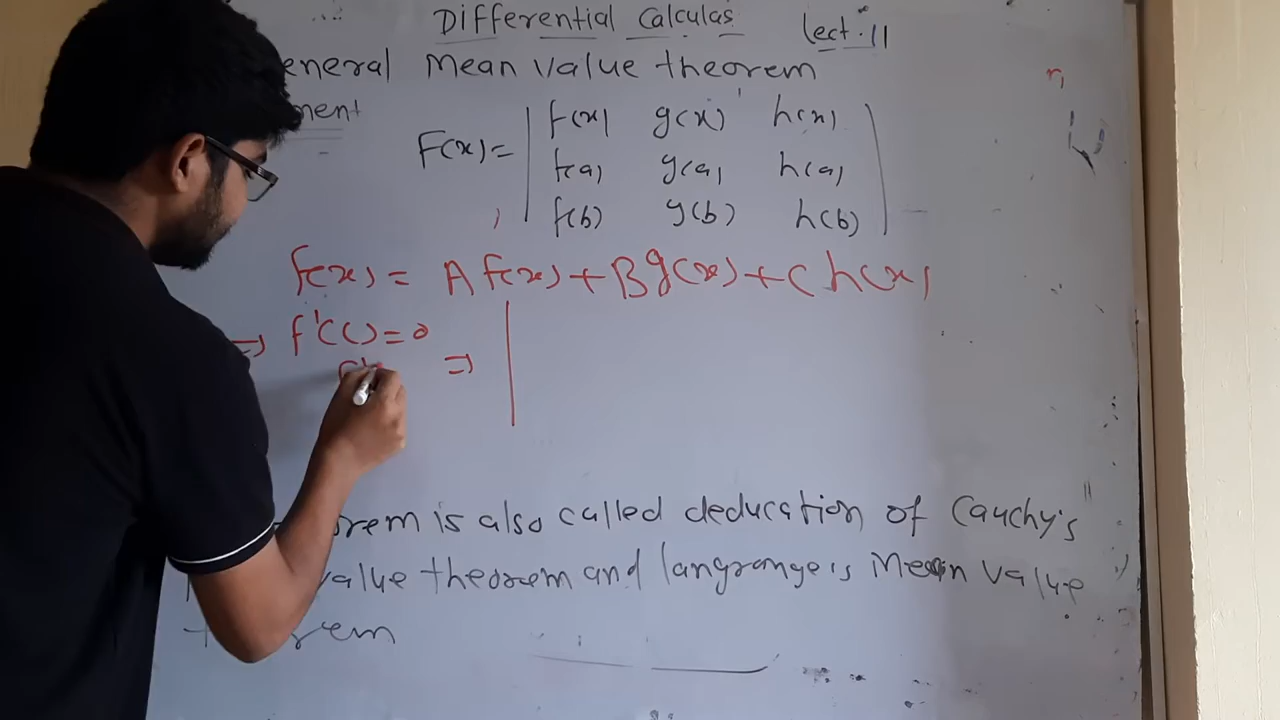 Differential Calculas Lect. 11
eneral Mean value theorem
ment
F(x) = | f(x) g(x) h(x) |
| f(a) g(a) h(a) |
| f(b) g(b) h(b) |
f(x) = A f(x) + B g(x) + C h(x)
⇒ f'(c) = 0
⇒ |
orem is also called deducation of Cauchy's
value theorem and langrange's Mean value
rem